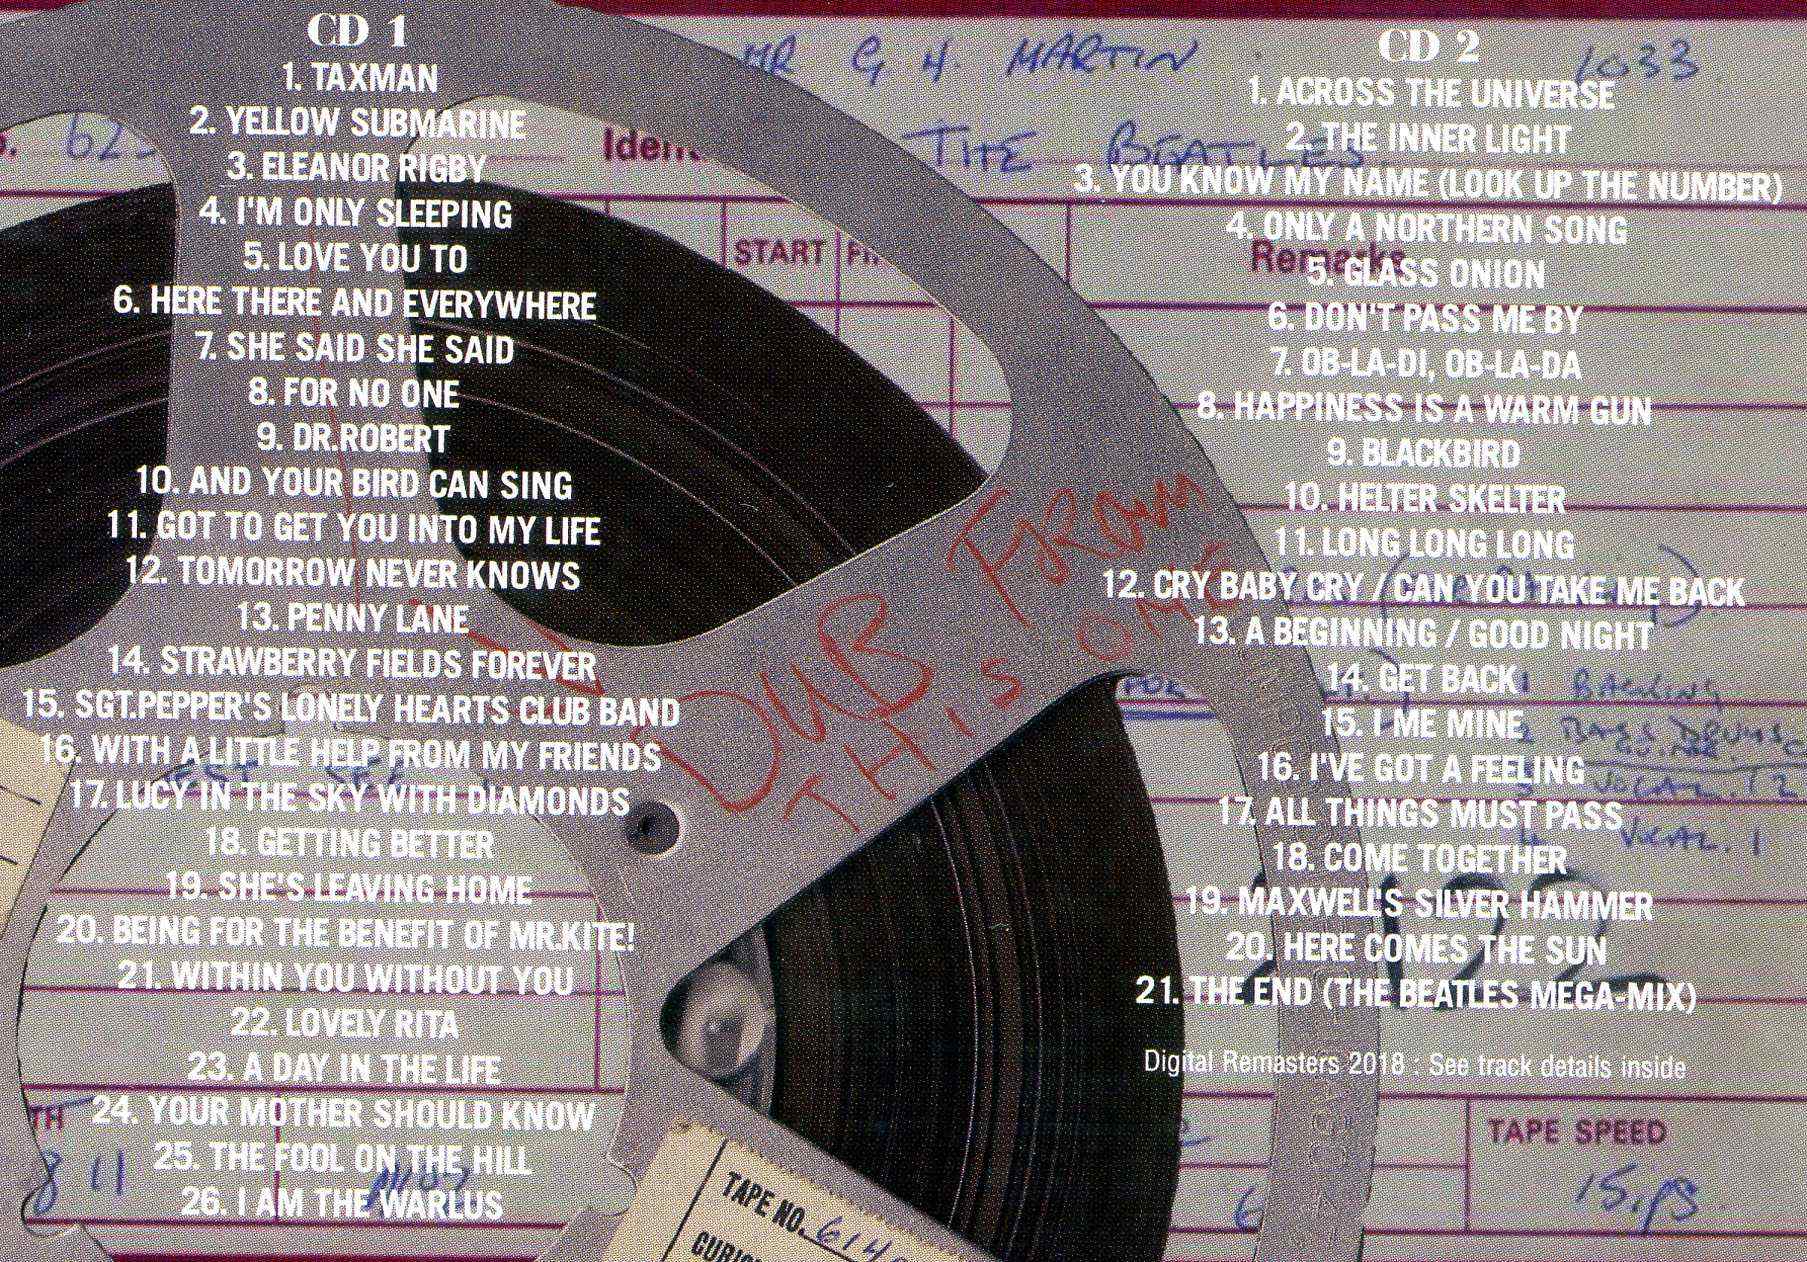 CD 1
1. TAXMAN
2. YELLOW SUBMARINE
3. ELEANOR RIGBY
4. I'M ONLY SLEEPING
5. LOVE YOU TO
6. HERE THERE AND EVERYWHERE
7. SHE SAID SHE SAID
8. FOR NO ONE
9. DR.ROBERT
10. AND YOUR BIRD CAN SING
11. GOT TO GET YOU INTO MY LIFE
12. TOMORROW NEVER KNOWS
13. PENNY LANE
14. STRAWBERRY FIELDS FOREVER
15. SGT.PEPPER'S LONELY HEARTS CLUB BAND
16. WITH A LITTLE HELP FROM MY FRIENDS
17. LUCY IN THE SKY WITH DIAMONDS
18. GETTING BETTER
19. SHE'S LEAVING HOME
20. BEING FOR THE BENEFIT OF MR.KITE!
21. WITHIN YOU WITHOUT YOU
22. LOVELY RITA
23. A DAY IN THE LIFE
24. YOUR MOTHER SHOULD KNOW
25. THE FOOL ON THE HILL
26. I AM THE WARLUS
CD 2
1. ACROSS THE UNIVERSE
2. THE INNER LIGHT
3. YOU KNOW MY NAME (LOOK UP THE NUMBER)
4. ONLY A NORTHERN SONG
5. GLASS ONION
6. DON'T PASS ME BY
7. OB-LA-DI, OB-LA-DA
8. HAPPINESS IS A WARM GUN
9. BLACKBIRD
10. HELTER SKELTER
11. LONG LONG LONG
12. CRY BABY CRY / CAN YOU TAKE ME BACK
13. A BEGINNING / GOOD NIGHT
14. GET BACK
15. I ME MINE
16. I'VE GOT A FEELING
17. ALL THINGS MUST PASS
18. COME TOGETHER
19. MAXWELL'S SILVER HAMMER
20. HERE COMES THE SUN
21. THE END (THE BEATLES MEGA-MIX)
Digital Remasters 2018 : See track details inside
MR G H. MARTIN 1033
THE BEATLES
START
Remarks
DUB FROM
THIS ONE
BACKING
BASS DRUMS
VOCAL. 1 2
VOCAL. 1
TAPE SPEED
15.ips
811
TAPE NO.